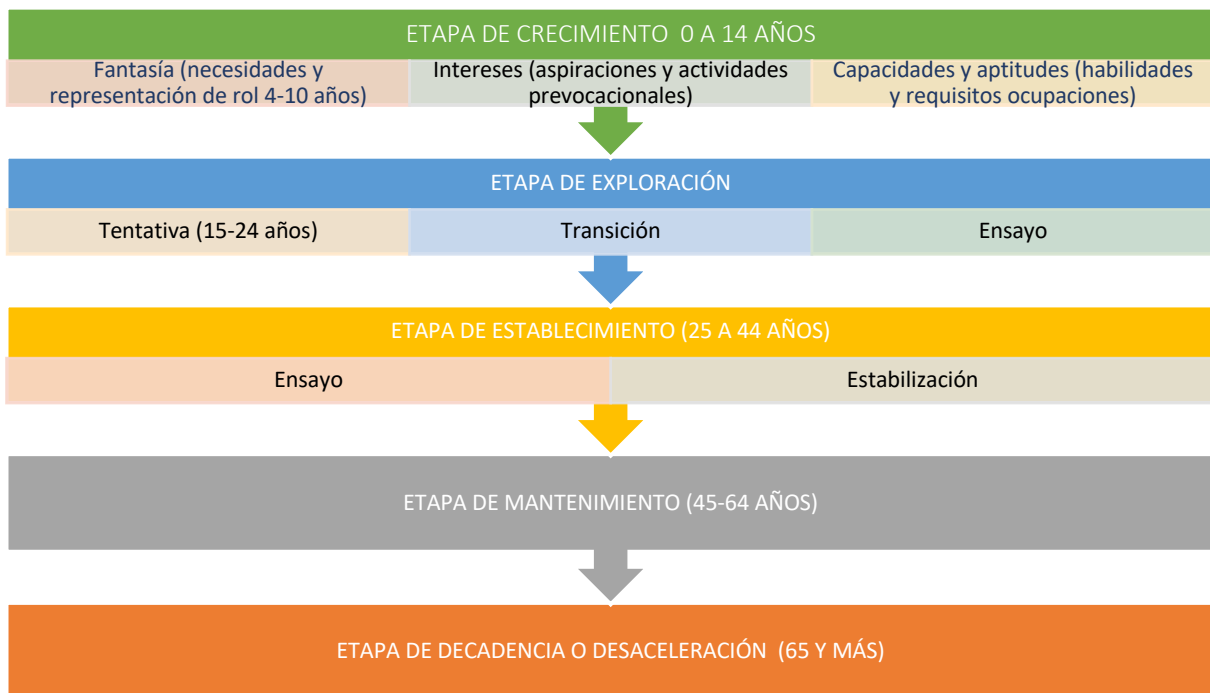 ETAPA DE CRECIMIENTO 0 A 14 AÑOS
Fantasía (necesidades y
representación de rol 4-10 años)
Intereses (aspiraciones y actividades
prevocacionales)
Capacidades y aptitudes (habilidades
y requisitos ocupaciones)
ETAPA DE EXPLORACIÓN
Tentativa (15-24 años)
Transición
Ensayo
ETAPA DE ESTABLECIMIENTO (25 A 44 AÑOS)
Ensayo
Estabilización
ETAPA DE MANTENIMIENTO (45-64 AÑOS)
ETAPA DE DECADENCIA O DESACELERACIÓN (65 Y MÁS)